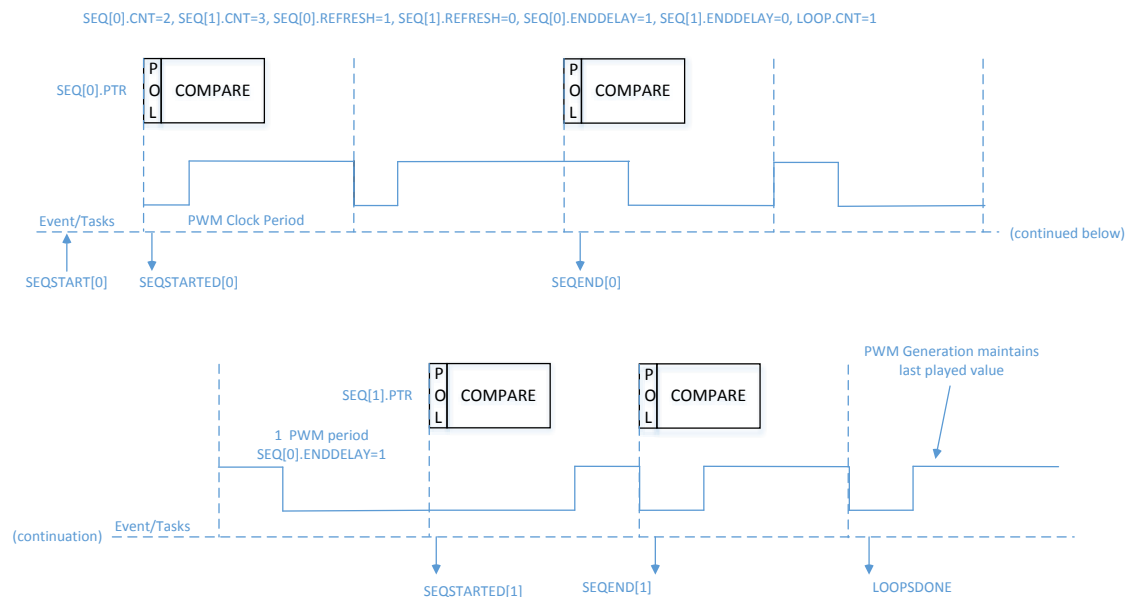 SEQ[0].CNT=2, SEQ[1].CNT=3, SEQ[0].REFRESH=1, SEQ[1].REFRESH=0, SEQ[0].ENDDELAY=1, SEQ[1].ENDDELAY=0, LOOP.CNT=1
SEQ[0].PTR
P
O
L
COMPARE
P
O
L
COMPARE
Event/Tasks
PWM Clock Period
(continued below)
SEQSTART[0]
SEQSTARTED[0]
SEQEND[0]
SEQ[1].PTR
P
O
L
COMPARE
P
O
L
COMPARE
PWM Generation maintains
last played value
1 PWM period
SEQ[0].ENDDELAY=1
(continuation)
Event/Tasks
SEQSTARTED[1]
SEQEND[1]
LOOPSDONE